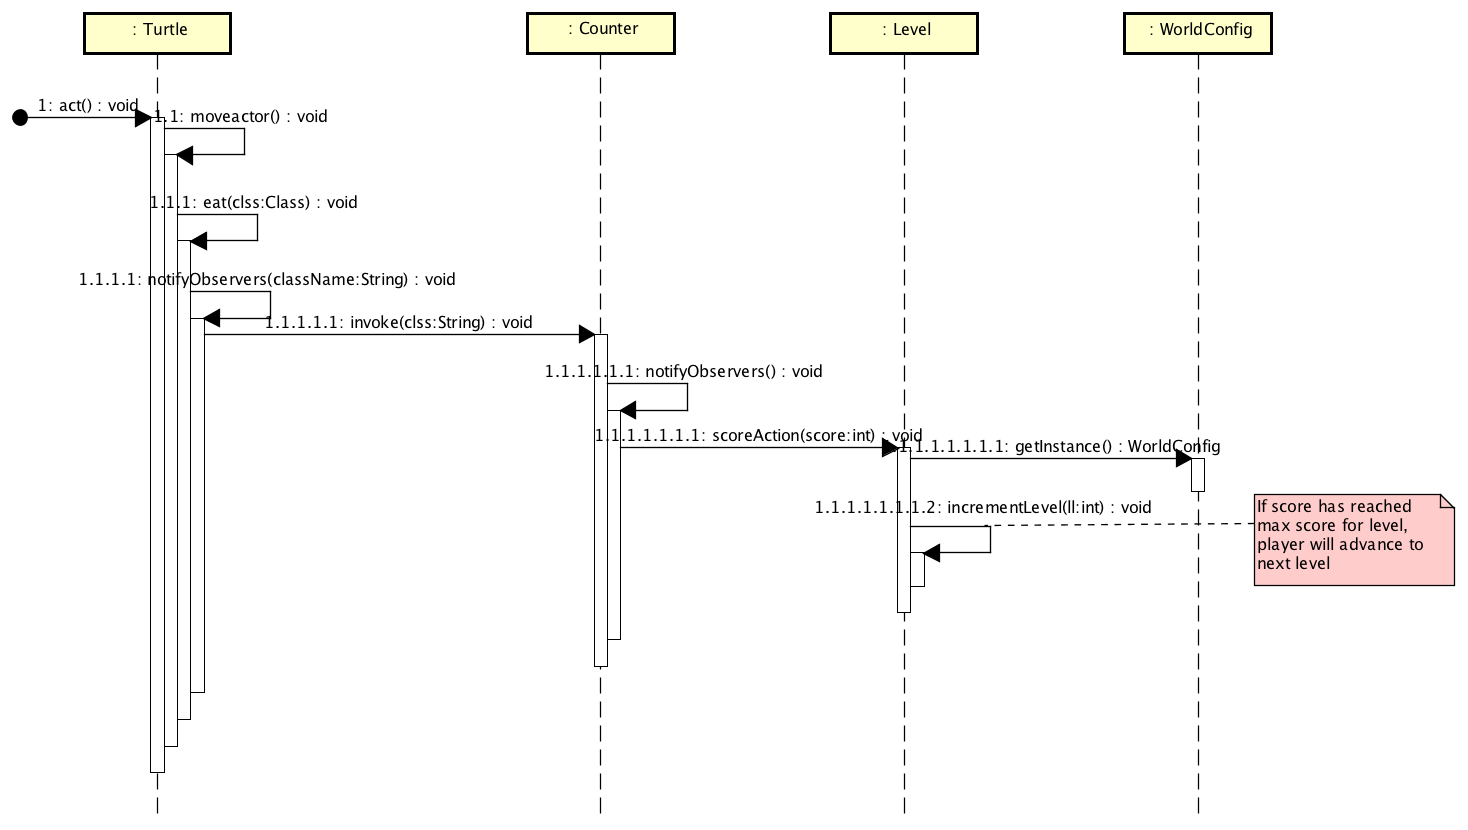 : Turtle
: Counter
: Level
: WorldConfig
1: act() : void
1.1: moveactor() : void
1.1.1: eat(clss:Class) : void
1.1.1.1: notifyObservers(className:String) : void
1.1.1.1.1: invoke(clss:String) : void
1.1.1.1.1.1: notifyObservers() : void
1.1.1.1.1.1.1: scoreAction(score:int) : void
1.1.1.1.1.1.1.1: getInstance() : WorldConfig
1.1.1.1.1.1.1.2: incrementLevel(ll:int) : void
If score has reached
max score for level,
player will advance to
next level